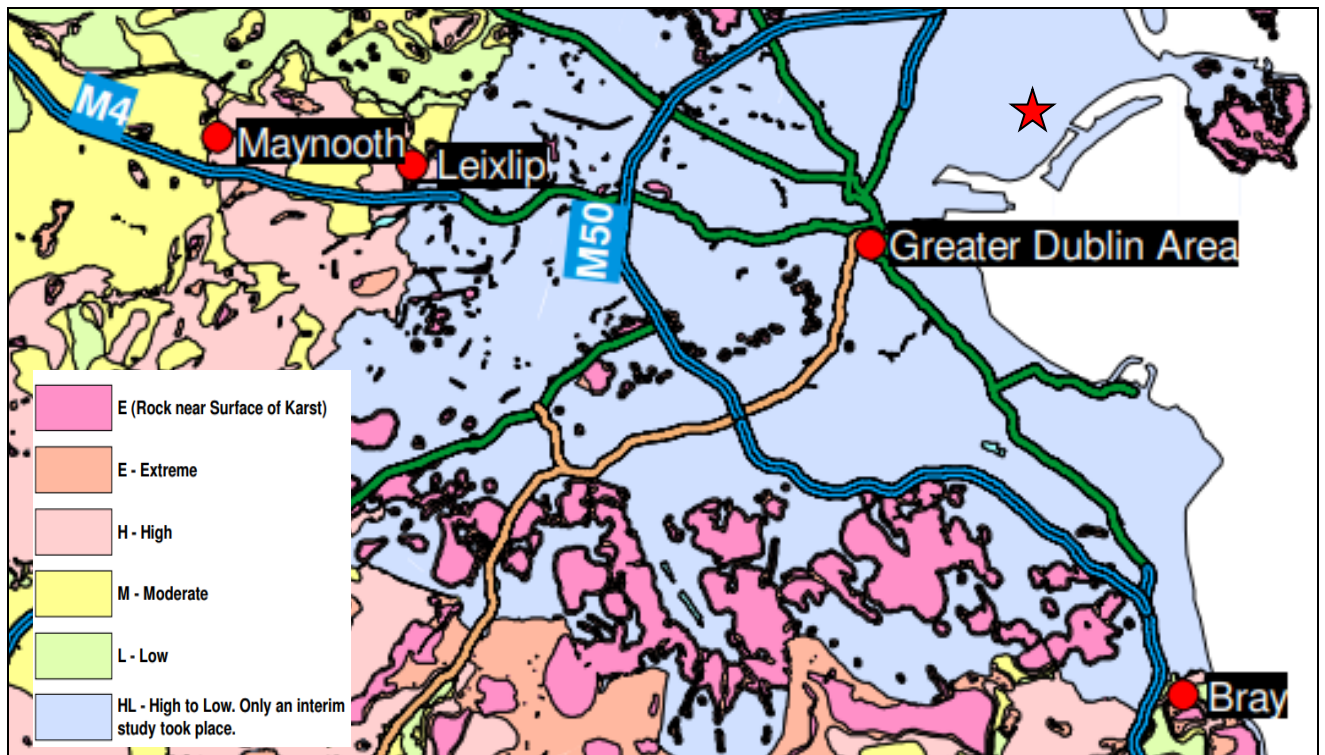 M4
Maynooth
Leixlip
M50
Greater Dublin Area
E (Rock near Surface of Karst)
E - Extreme
H - High
M - Moderate
L - Low
HL - High to Low. Only an interim
study took place.
Bray